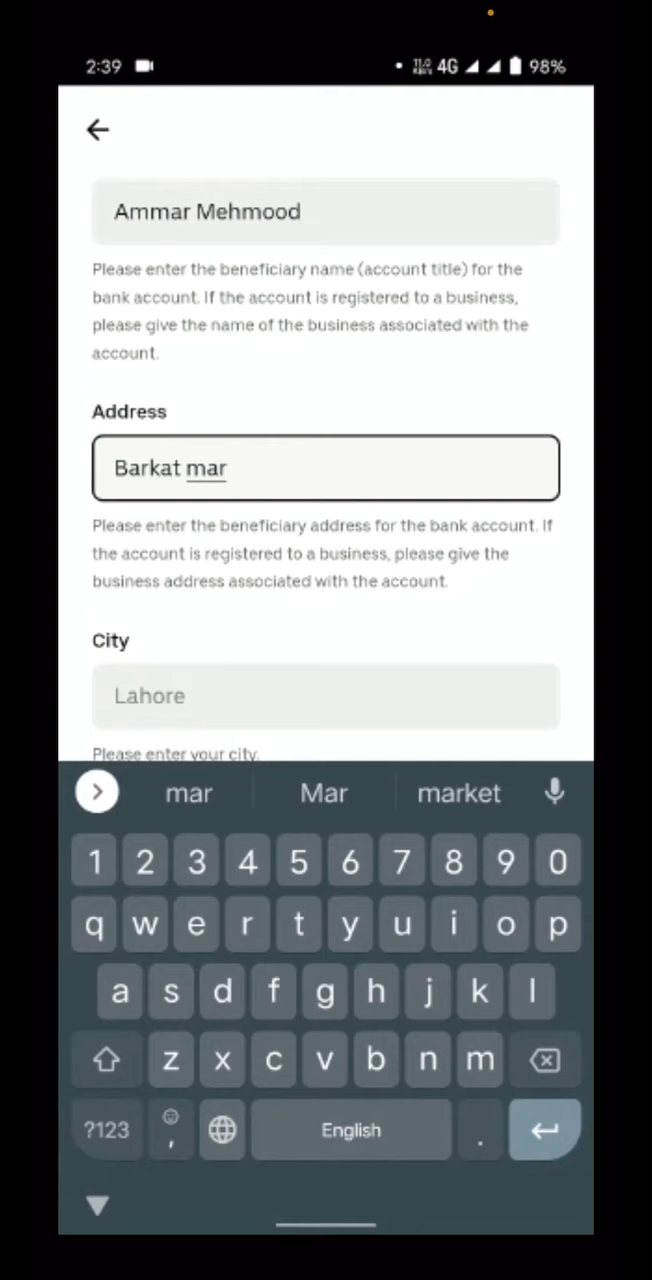 2:39 4G 98%
Ammar Mehmood
Please enter the beneficiary name (account title) for the
bank account. If the account is registered to a business,
please give the name of the business associated with the
account.
Address
Barkat mar
Please enter the beneficiary address for the bank account. If
the account is registered to a business, please give the
business address associated with the account.
City
Lahore
Please enter your city.
mar Mar market
1 2 3 4 5 6 7 8 9 0
q w e r t y u i o p
a s d f g h j k l
z x c v b n m
?123 , English .